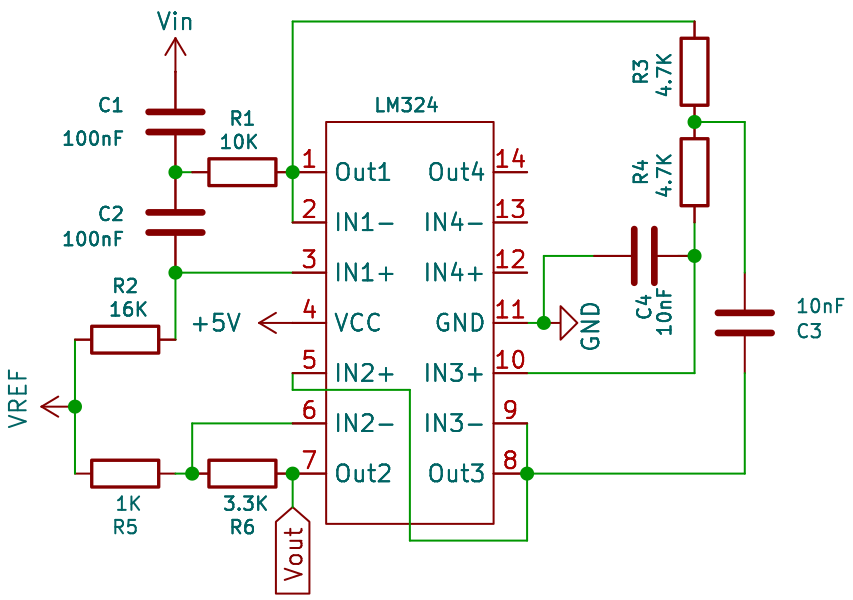 Vin
C1
100nF
R1
10K
C2
100nF
R2
16K
+5V
VREF
1K
R5
3.3K
R6
Vout
LM324
1 Out1 Out4 14
2 IN1- IN4- 13
3 IN1+ IN4+ 12
4 VCC GND 11
5 IN2+ IN3+ 10
6 IN2- IN3- 9
7 Out2 Out3 8
GND
R3
4.7K
R4
4.7K
C4
10nF
10nF
C3